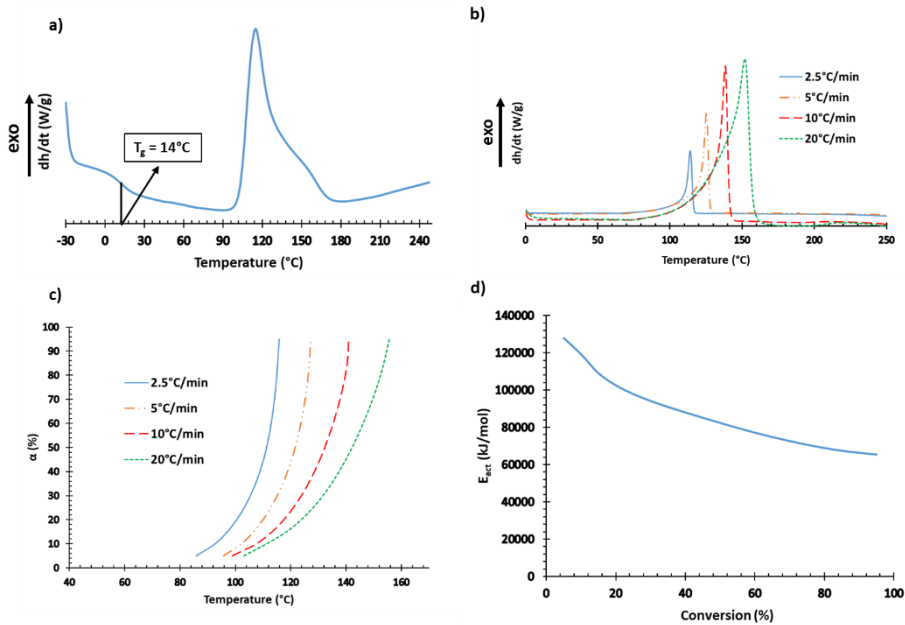 a)
exo
dh/dt (W/g)
T_g = 14°C
-30 0 30 60 90 120 150 180 210 240
Temperature (°C)
b)
exo
dh/dt (W/g)
2.5°C/min
5°C/min
10°C/min
20°C/min
0 50 100 150 200 250
Temperature (°C)
c)
α (%)
100
90
80
70
60
50
40
30
20
10
0
2.5°C/min
5°C/min
10°C/min
20°C/min
40 60 80 100 120 140 160
Temperature (°C)
d)
E_act (kJ/mol)
140000
120000
100000
80000
60000
40000
20000
0
0 20 40 60 80 100
Conversion (%)